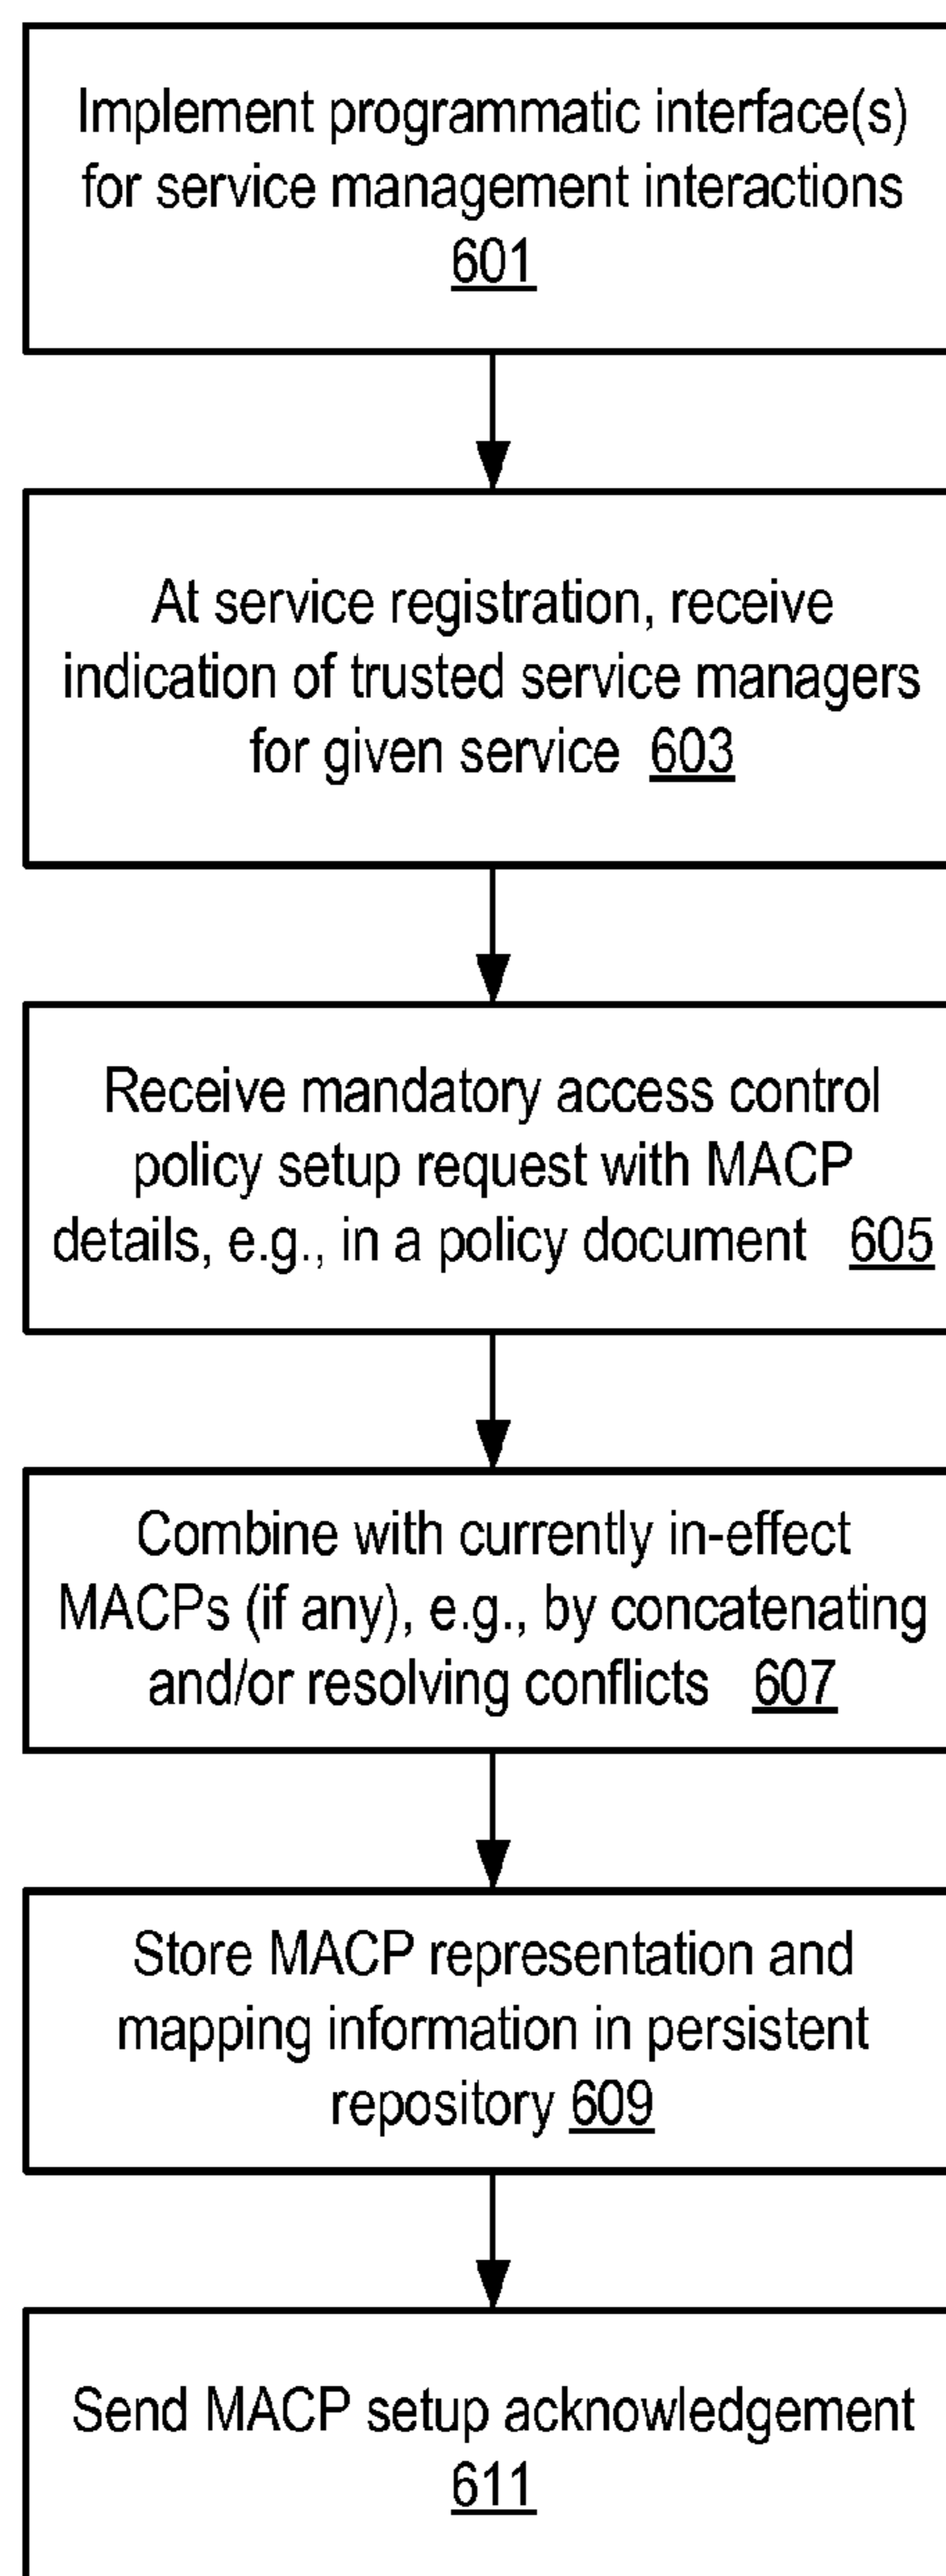 Implement programmatic interface(s)
for service management interactions
601
At service registration, receive
indication of trusted service managers
for given service 603
Receive mandatory access control
policy setup request with MACP
details, e.g., in a policy document 605
Combine with currently in-effect
MACPs (if any), e.g., by concatenating
and/or resolving conflicts 607
Store MACP representation and
mapping information in persistent
repository 609
Send MACP setup acknowledgement
611